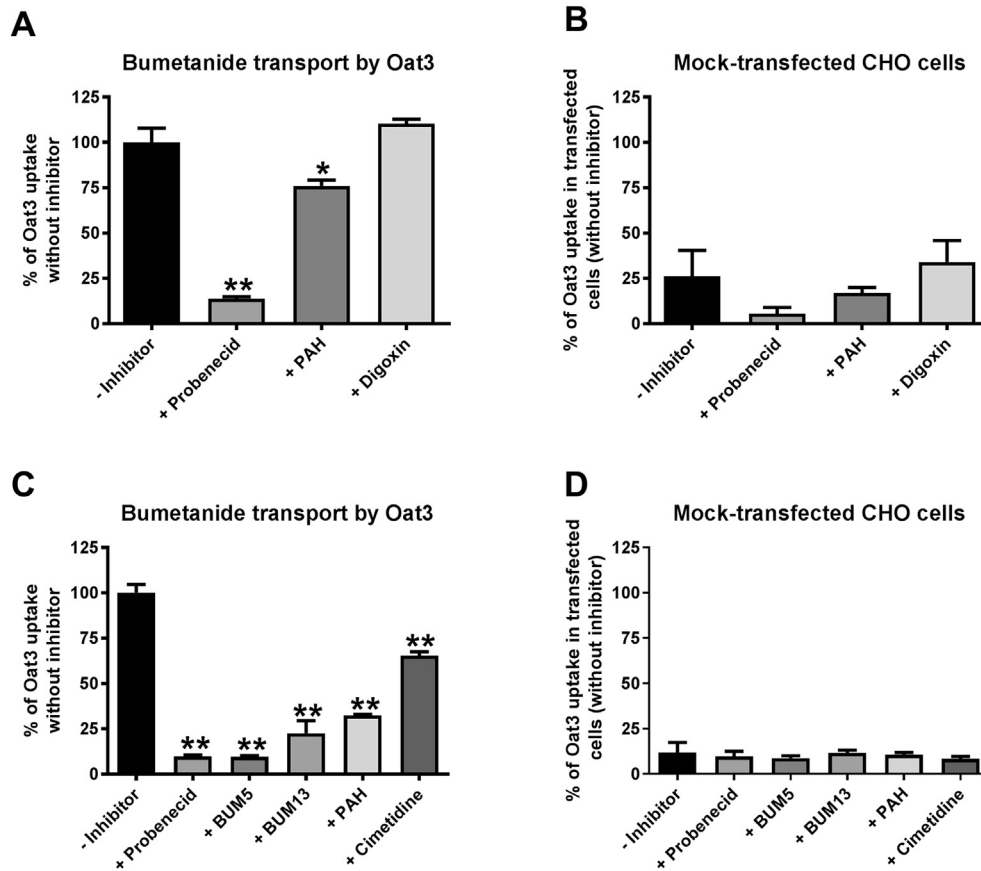 A
Bumetanide transport by Oat3
% of Oat3 uptake
without inhibitor
125
100
75
50
25
0
**
*
- Inhibitor
+ Probenecid
+ PAH
+ Digoxin
B
Mock-transfected CHO cells
% of Oat3 uptake in transfected
cells (without inhibitor)
125
100
75
50
25
0
- Inhibitor
+ Probenecid
+ PAH
+ Digoxin
C
Bumetanide transport by Oat3
% of Oat3 uptake
without inhibitor
125
100
75
50
25
0
**
**
**
**
**
- Inhibitor
+ Probenecid
+ BUM5
+ BUM13
+ PAH
+ Cimetidine
D
Mock-transfected CHO cells
% of Oat3 uptake in transfected
cells (without inhibitor)
125
100
75
50
25
0
- Inhibitor
+ Probenecid
+ BUM5
+ BUM13
+ PAH
+ Cimetidine